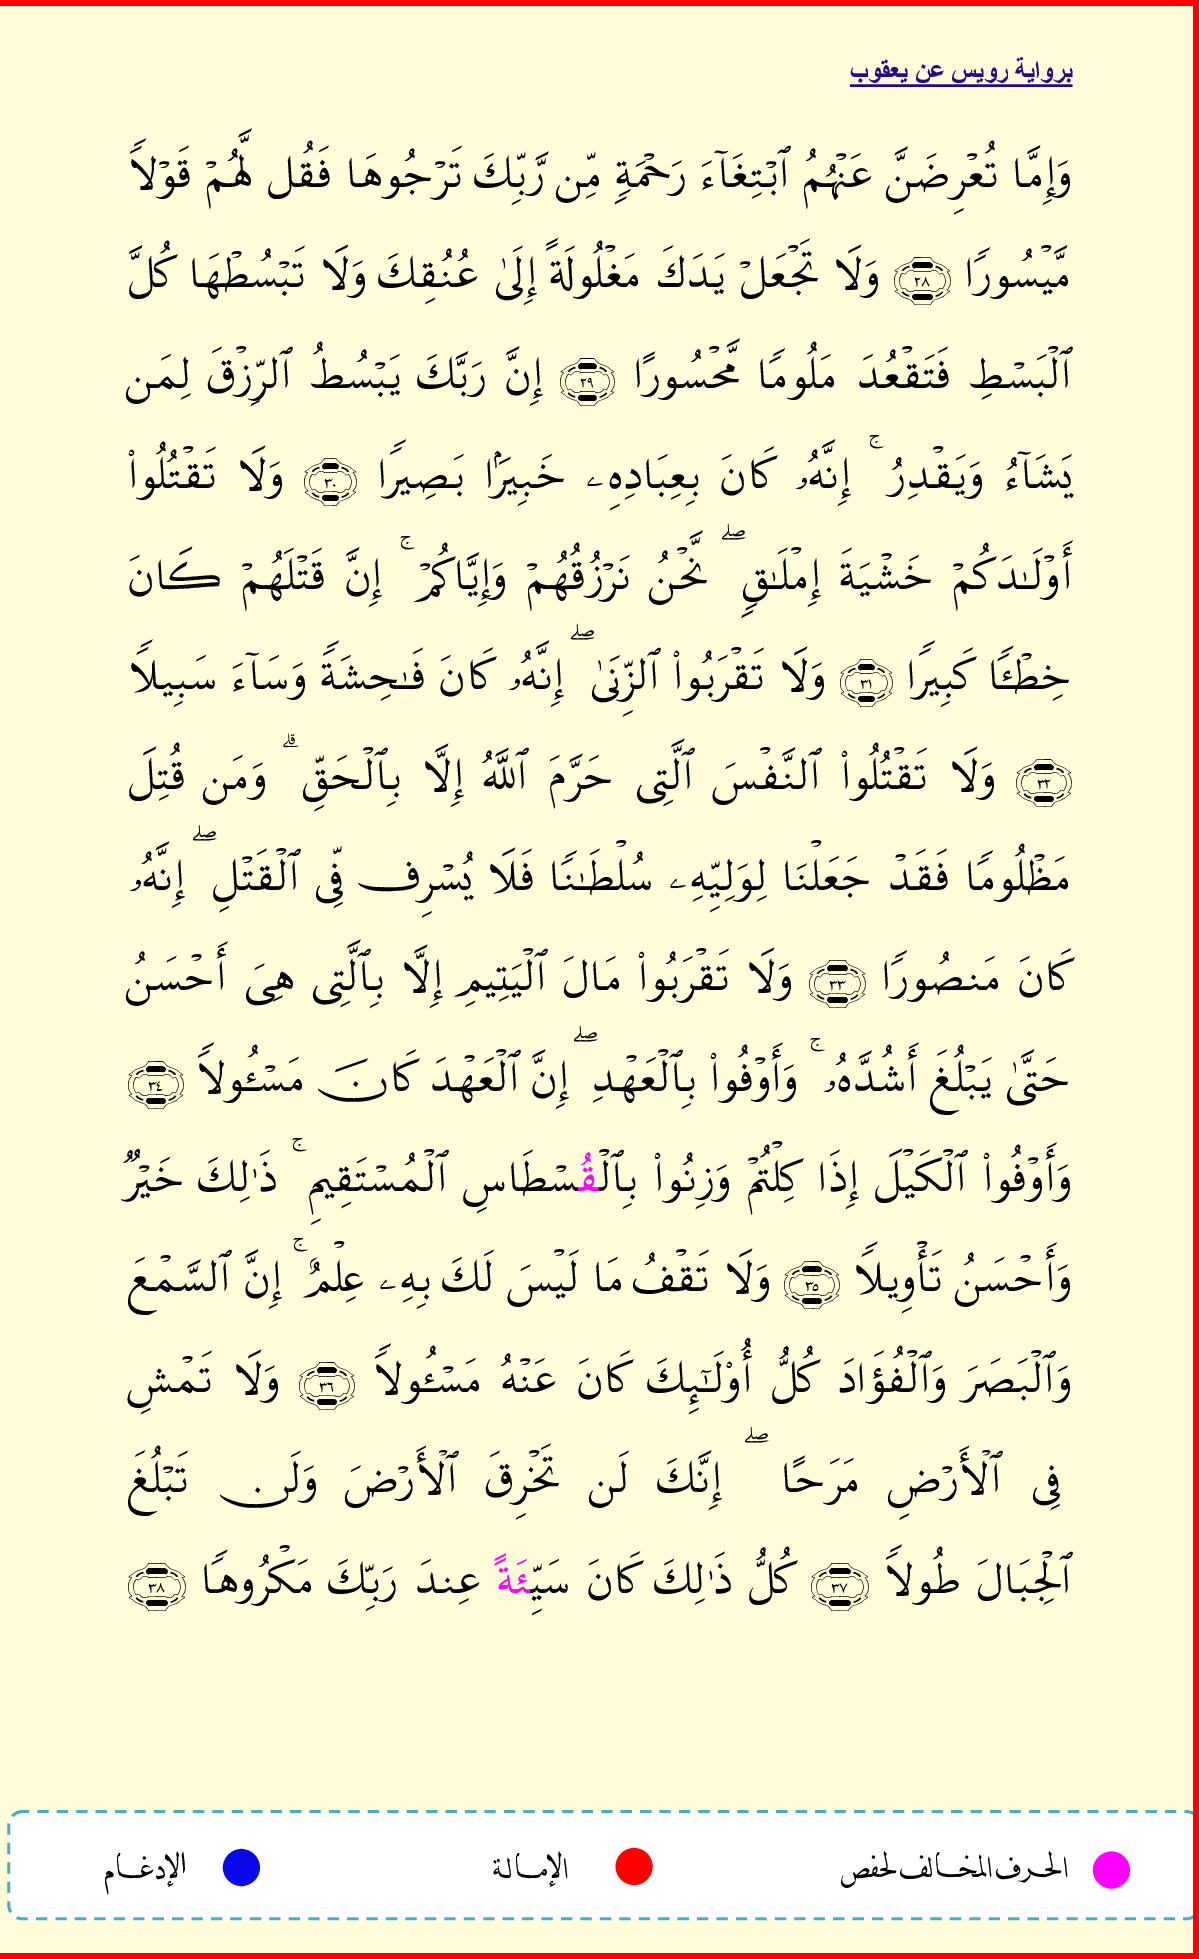 برواية رويس عن يعقوب
وَإِمَّا تُعْرِضَنَّ عَنْهُمُ ٱبْتِغَآءَ رَحْمَةٍ مِّن رَّبِّكَ تَرْجُوهَا فَقُل لَّهُمْ قَوْلاً
مَّيْسُورًا ٢٨ وَلَا تَجْعَلْ يَدَكَ مَغْلُولَةً إِلَىٰ عُنُقِكَ وَلَا تَبْسُطْهَا كُلَّ
ٱلْبَسْطِ فَتَقْعُدَ مَلُومًا مَّحْسُورًا ٢٩ إِنَّ رَبَّكَ يَبْسُطُ ٱلرِّزْقَ لِمَن
يَشَآءُ وَيَقْدِرُ ۚ إِنَّهُۥ كَانَ بِعِبَادِهِۦ خَبِيرًۢا بَصِيرًا ٣٠ وَلَا تَقْتُلُوا۟
أَوْلَـٰدَكُمْ خَشْيَةَ إِمْلَـٰقٍ ۖ نَّحْنُ نَرْزُقُهُمْ وَإِيَّاكُمْ ۚ إِنَّ قَتْلَهُمْ كَانَ
خِطْـًٔا كَبِيرًا ٣١ وَلَا تَقْرَبُوا۟ ٱلزِّنَىٰ ۖ إِنَّهُۥ كَانَ فَـٰحِشَةً وَسَآءَ سَبِيلاً
٣٢ وَلَا تَقْتُلُوا۟ ٱلنَّفْسَ ٱلَّتِى حَرَّمَ ٱللَّهُ إِلَّا بِٱلْحَقِّ ۗ وَمَن قُتِلَ
مَظْلُومًا فَقَدْ جَعَلْنَا لِوَلِيِّهِۦ سُلْطَـٰنًا فَلَا يُسْرِف فِّى ٱلْقَتْلِ ۖ إِنَّهُۥ
كَانَ مَنصُورًا ٣٣ وَلَا تَقْرَبُوا۟ مَالَ ٱلْيَتِيمِ إِلَّا بِٱلَّتِى هِىَ أَحْسَنُ
حَتَّىٰ يَبْلُغَ أَشُدَّهُۥ ۚ وَأَوْفُوا۟ بِٱلْعَهْدِ ۖ إِنَّ ٱلْعَهْدَ كَانَ مَسْـُٔولاً ٣٤
وَأَوْفُوا۟ ٱلْكَيْلَ إِذَا كِلْتُمْ وَزِنُوا۟ بِٱلْقُسْطَاسِ ٱلْمُسْتَقِيمِ ۚ ذَٰلِكَ خَيْرٌ
وَأَحْسَنُ تَأْوِيلاً ٣٥ وَلَا تَقْفُ مَا لَيْسَ لَكَ بِهِۦ عِلْمٌ ۚ إِنَّ ٱلسَّمْعَ
وَٱلْبَصَرَ وَٱلْفُؤَادَ كُلُّ أُو۟لَـٰٓئِكَ كَانَ عَنْهُ مَسْـُٔولاً ٣٦ وَلَا تَمْشِ
فِى ٱلْأَرْضِ مَرَحًا ۖ إِنَّكَ لَن تَخْرِقَ ٱلْأَرْضَ وَلَن تَبْلُغَ
ٱلْجِبَالَ طُولاً ٣٧ كُلُّ ذَٰلِكَ كَانَ سَيِّئَةً عِندَ رَبِّكَ مَكْرُوهًا ٣٨
الحرف المخالف لحفص الإمالة الإدغام